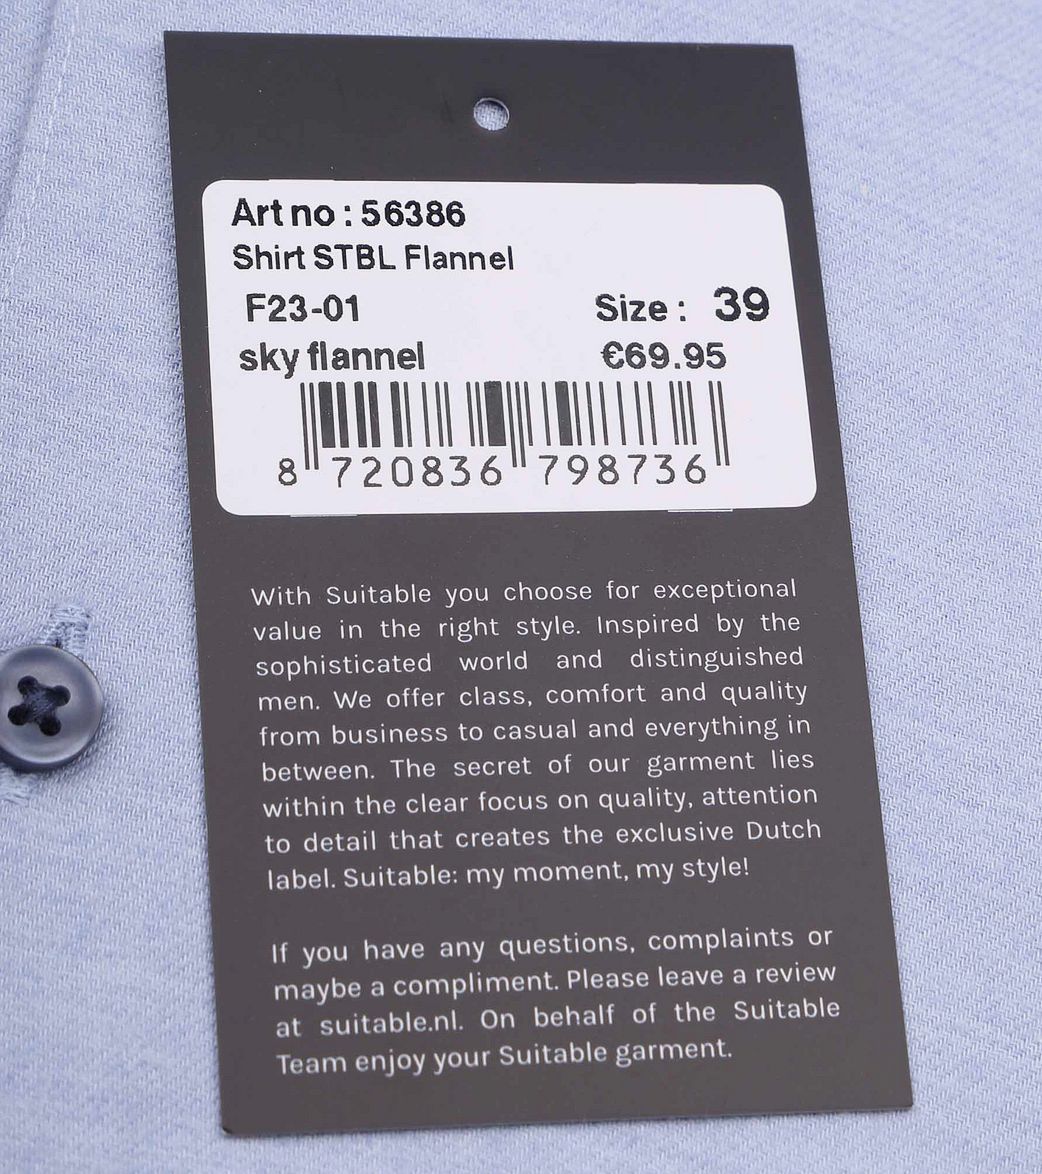 Art no : 56386
Shirt STBL Flannel
F23-01 Size : 39
sky flannel €69.95
8 720836 798736
With Suitable you choose for exceptional
value in the right style. Inspired by the
sophisticated world and distinguished
men. We offer class, comfort and quality
from business to casual and everything in
between. The secret of our garment lies
within the clear focus on quality, attention
to detail that creates the exclusive Dutch
label. Suitable: my moment, my style!
If you have any questions, complaints or
maybe a compliment. Please leave a review
at suitable.nl. On behalf of the Suitable
Team enjoy your Suitable garment.